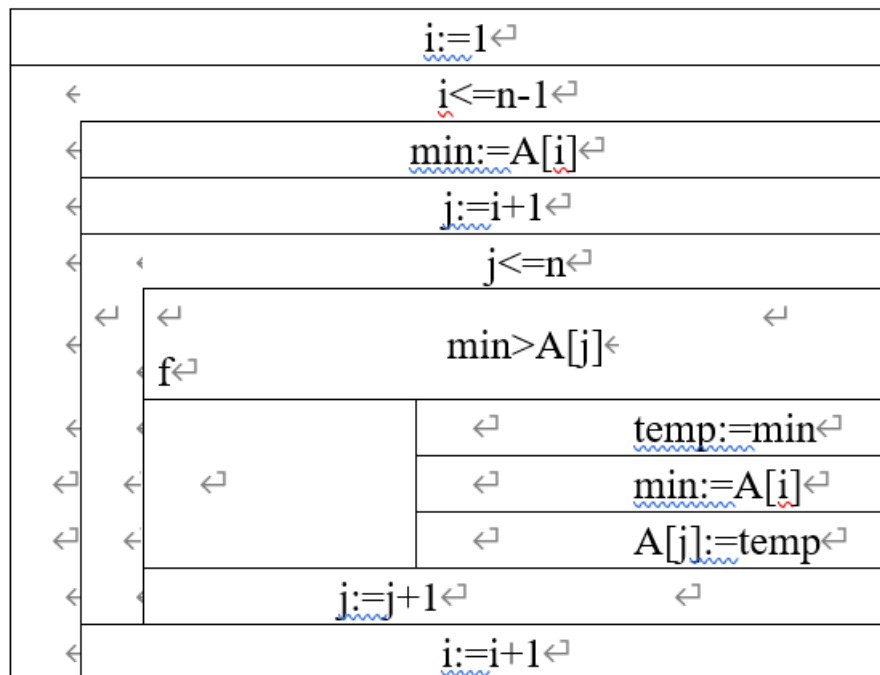 i:=1
i<=n-1
min:=A[i]
j:=i+1
j<=n
min>A[j]
f
temp:=min
min:=A[i]
A[j]:=temp
j:=j+1
i:=i+1